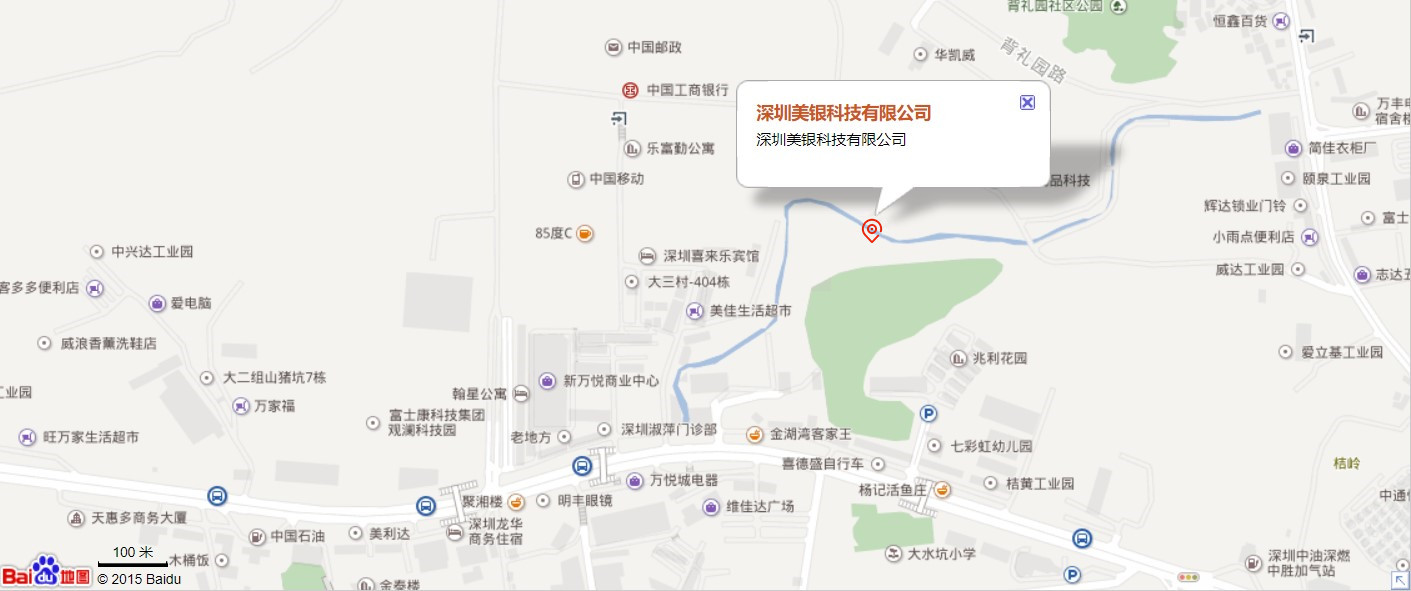 背礼园社区公园
恒鑫百货
中国邮政
华凯威
背礼园路
中国工商银行
深圳美银科技有限公司
深圳美银科技有限公司
万丰电
宿舍楼
乐富勤公寓
简佳衣柜厂
中国移动
品科技
颐泉工业园
辉达锁业门铃
富士
85度C
小雨点便利店
中兴达工业园
深圳喜来乐宾馆
威达工业园
志达五
大三村-404栋
客多多便利店
爱电脑
美佳生活超市
威浪香薰洗鞋店
兆利花园
爱立基工业园
大二组山猪坑7栋
新万悦商业中心
工业园
翰星公寓
万家福
富士康科技集团
观澜科技园
旺万家生活超市
老地方
深圳淑萍门诊部
金湖湾客家王
七彩虹幼儿园
喜德盛自行车
桔岭
万悦城电器
杨记活鱼庄
桔黄工业园
中通
聚湘楼
明丰眼镜
维佳达广场
天惠多商务大厦
中国石油
美利达
深圳龙华
商务住宿
大水坑小学
100 米
木桶饭
深圳中油深燃
中胜加气站
Bai du 地图
© 2015 Baidu
金泰楼